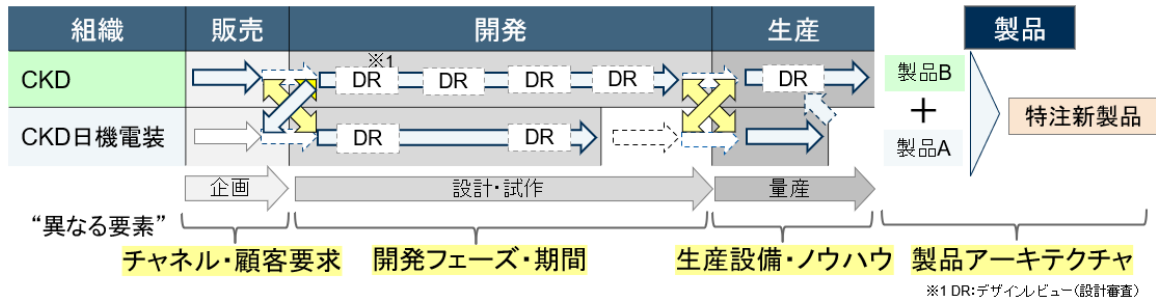 組織
販売
開発
生産
製品
CKD
※1
DR
DR
DR
DR
DR
製品B
+
CKD日機電装
DR
DR
製品A
特注新製品
企画
設計・試作
量産
“異なる要素”
チャネル・顧客要求
開発フェーズ・期間
生産設備・ノウハウ
製品アーキテクチャ
※1 DR:デザインレビュー(設計審査)